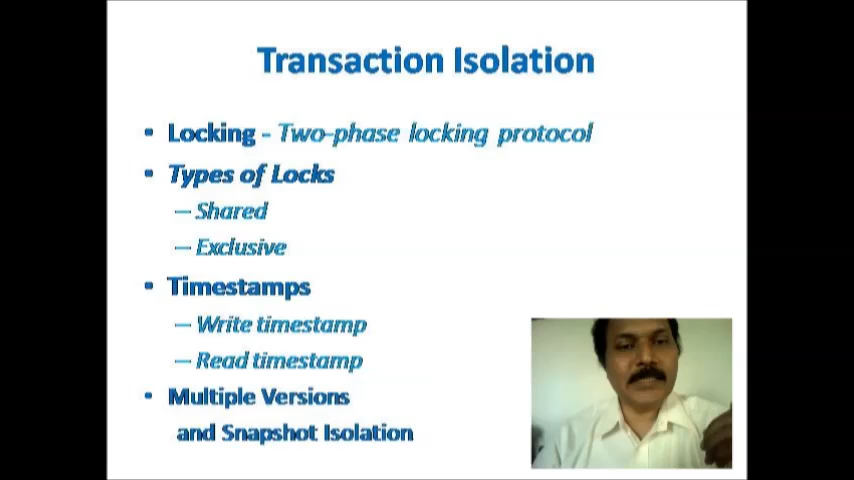 Transaction Isolation
• Locking - Two-phase locking protocol
• Types of Locks
– Shared
– Exclusive
• Timestamps
– Write timestamp
– Read timestamp
• Multiple Versions
and Snapshot Isolation